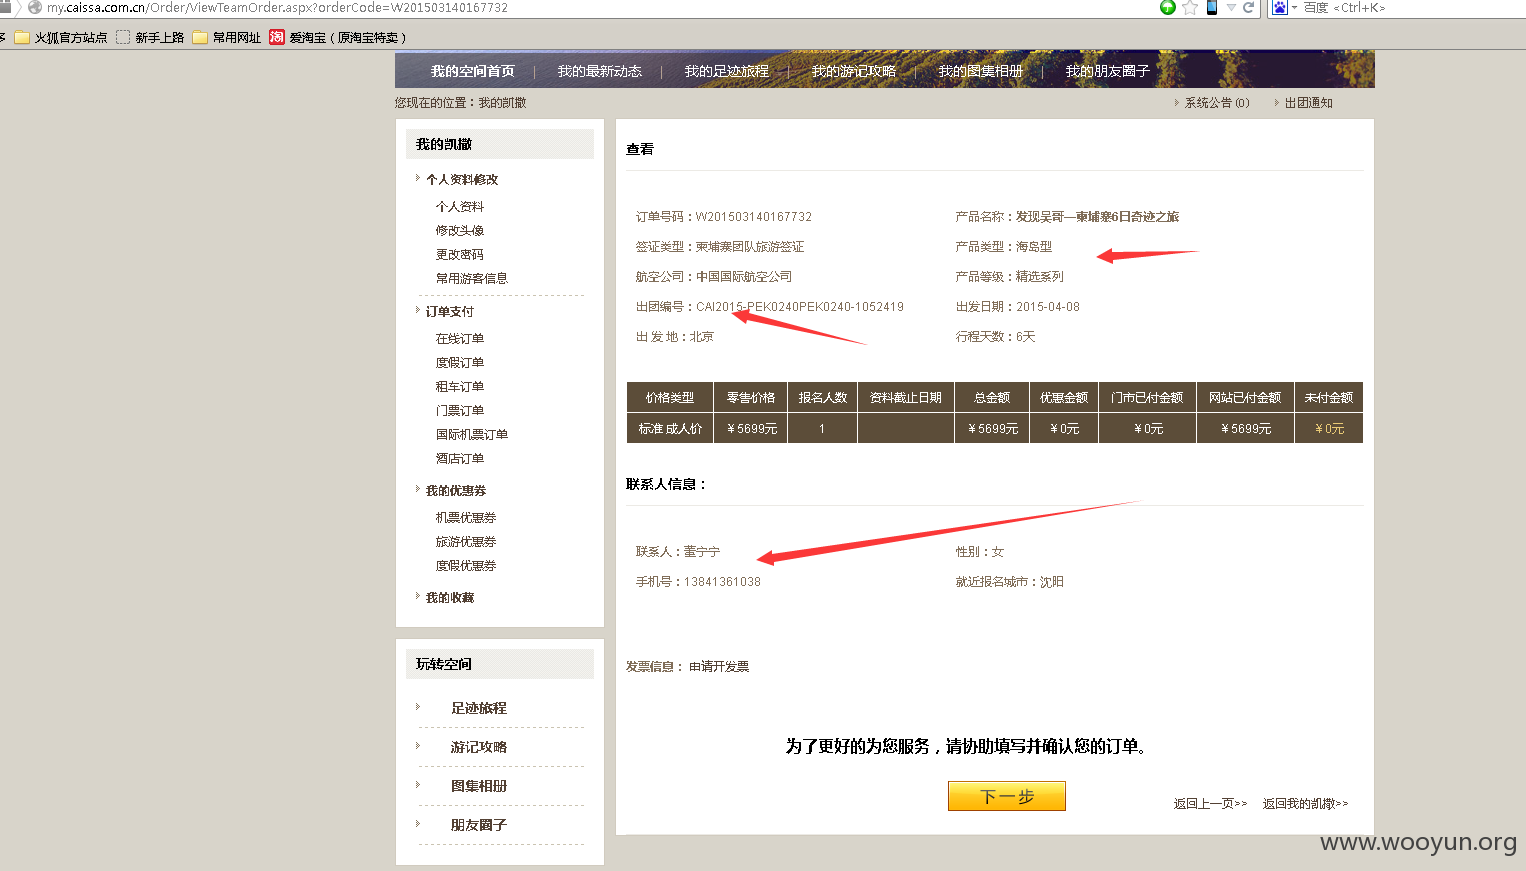 my.caissa.com.cn/Order/ViewTeamOrder.aspx?orderCode=W201503140167732
百度 <Ctrl+K>
火狐官方站点 新手上路 常用网址 爱淘宝（原淘宝特卖）
我的空间首页 | 我的最新动态 | 我的足迹旅程 | 我的游记攻略 | 我的图集相册 | 我的朋友圈子
您现在的位置：我的凯撒 系统公告(0) 出团通知
我的凯撒
个人资料修改
个人资料
修改头像
更改密码
常用游客信息
订单支付
在线订单
度假订单
租车订单
门票订单
国际机票订单
酒店订单
我的优惠券
机票优惠券
旅游优惠券
度假优惠券
我的收藏
玩转空间
足迹旅程
游记攻略
图集相册
朋友圈子
查看
订单号码：W201503140167732 产品名称：发现吴哥—柬埔寨6日奇迹之旅
签证类型：柬埔寨团队旅游签证 产品类型：海岛型
航空公司：中国国际航空公司 产品等级：精选系列
出团编号：CAI2015-PEK0240PEK0240-1052419 出发日期：2015-04-08
出 发 地：北京 行程天数：6天
价格类型 零售价格 报名人数 资料截止日期 总金额 优惠金额 门市已付金额 网站已付金额 未付金额
标准 成人价 ￥5699元 1 ￥5699元 ￥0元 ￥0元 ￥5699元 ￥0元
联系人信息：
联系人：董宁宁 性别：女
手机号：13841361038 就近报名城市：沈阳
发票信息： 申请开发票
为了更好的为您服务，请协助填写并确认您的订单。
下一步
返回上一页>> 返回我的凯撒>>
www.wooyun.org